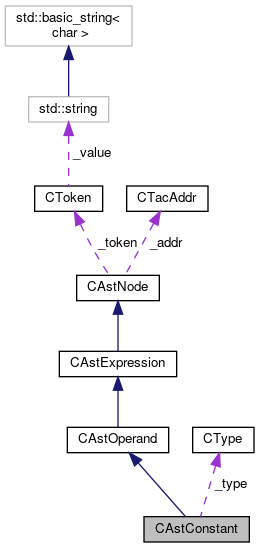 std::basic_string<
char >
std::string
_value
CToken
CTacAddr
_token
_addr
CAstNode
CAstExpression
CAstOperand
CType
_type
CAstConstant